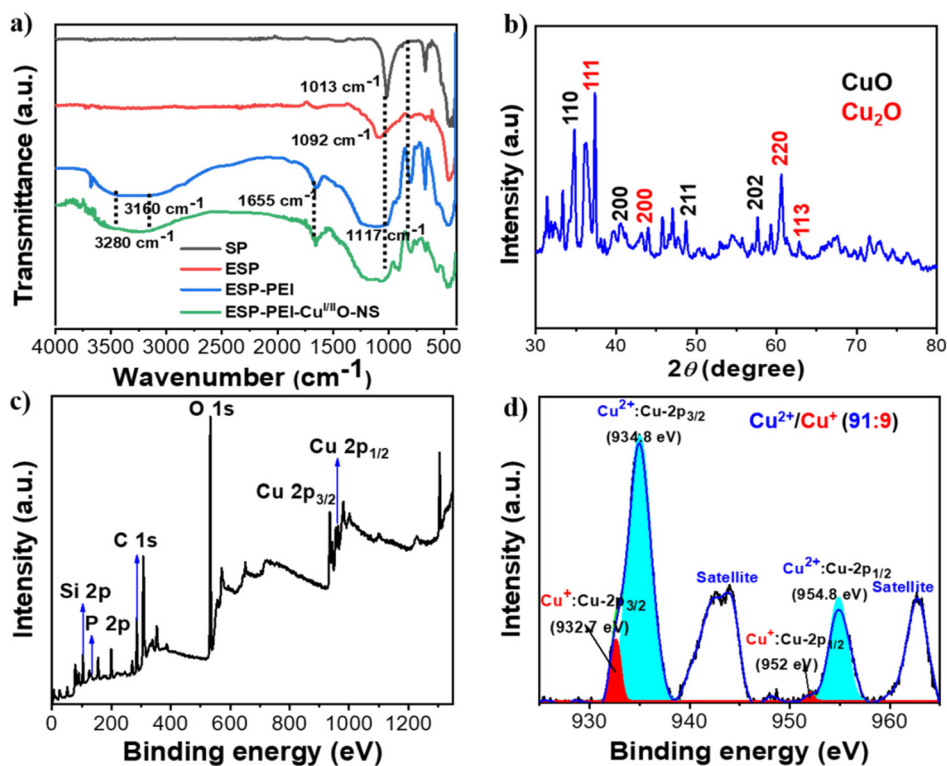 a)
Transmittance (a.u.)
1013 cm⁻¹
1092 cm⁻¹
3160 cm⁻¹
1655 cm⁻¹
3280 cm⁻¹
1117 cm⁻¹
SP
ESP
ESP-PEI
ESP-PEI-Cuᴵ/ᴵᴵO-NS
4000 3500 3000 2500 2000 1500 1000 500
Wavenumber (cm⁻¹)
b)
Intensity (a.u)
110
111
200
200
211
202
220
113
CuO
Cu₂O
30 40 50 60 70 80
2θ (degree)
c)
Intensity (a.u.)
Si 2p
P 2p
C 1s
O 1s
Cu 2p₃/₂
Cu 2p₁/₂
0 200 400 600 800 1000 1200
Binding energy (eV)
d)
Intensity (a.u.)
Cu²⁺:Cu-2p₃/₂
(934.8 eV)
Cu²⁺/Cu⁺ (91:9)
Cu⁺:Cu-2p₃/₂
(932.7 eV)
Satellite
Cu²⁺:Cu-2p₁/₂
(954.8 eV)
Satellite
Cu⁺:Cu-2p₁/₂
(952 eV)
930 940 950 960
Binding energy (eV)